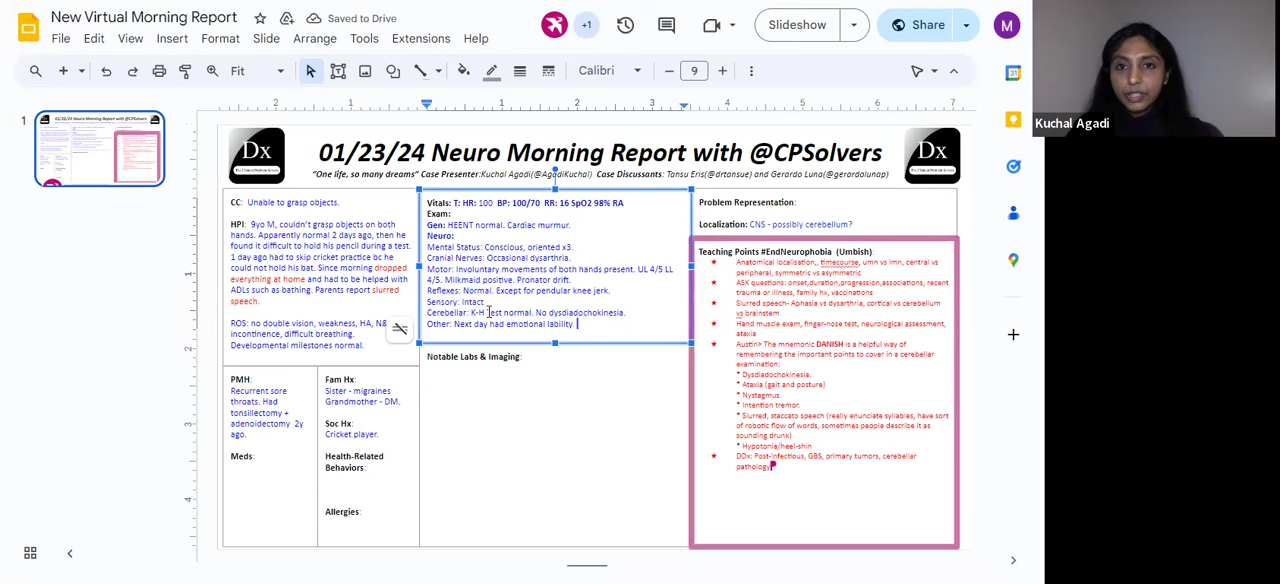 New Virtual Morning Report
Saved to Drive
File Edit View Insert Format Slide Arrange Tools Extensions Help
+1
Slideshow
Share
M
Fit
Calibri
9
31
2 1 1 2 3 4 5 6 7
1
Dx
01/23/24 Neuro Morning Report with @CPSolvers
"One life, so many dreams" Case Presenter:Kuchal Agadi(@AgadiKuchal) Case Discussants: Tansu Eris(@drtansue) and Gerardo Luna(@gerardolunap)
Dx
CC: Unable to grasp objects.
HPI: 9yo M, couldn't grasp objects on both
hands. Apparently normal 2 days ago, then he
found it difficult to hold his pencil during a test.
1 day ago had to skip cricket practice bc he
could not hold his bat. Since morning dropped
everything at home and had to be helped with
ADLs such as bathing. Parents report slurred
speech.
ROS: no double vision, weakness, HA, N&
incontinence, difficult breathing.
Developmental milestones normal.
PMH:
Recurrent sore
throats. Had
tonsillectomy +
adenoidectomy 2y
ago.
Meds:
Fam Hx:
Sister - migraines
Grandmother - DM.
Soc Hx:
Cricket player.
Health-Related
Behaviors:
Allergies:
Vitals: T: HR: 100 BP: 100/70 RR: 16 SpO2 98% RA
Exam:
Gen: HEENT normal. Cardiac murmur.
Neuro:
Mental Status: Conscious, oriented x3.
Cranial Nerves: Occasional dysarthria.
Motor: Involuntary movements of both hands present. UL 4/5 LL
4/5. Milkmaid positive. Pronator drift.
Reflexes: Normal. Except for pendular knee jerk.
Sensory: Intact
Cerebellar: K-H Test normal. No dysdiadochokinesia.
Other: Next day had emotional lability.
Notable Labs & Imaging:
Problem Representation:
Localization: CNS - possibly cerebellum?
Teaching Points #EndNeurophobia (Umbish):
★ Anatomical localisation,, timecourse, umn vs lmn, central vs
peripheral, symmetric vs asymmetric
★ ASK questions: onset,duration,progression,associations, recent
trauma or illness, family hx, vaccinations
★ Slurred speech- Aphasia vs dysarthria, cortical vs cerebellum
vs brainstem
★ Hand muscle exam, finger-nose test, neurological assessment,
ataxia
★ Austin> The mnemonic DANISH is a helpful way of
remembering the important points to cover in a cerebellar
examination:
* Dysdiadochokinesia.
* Ataxia (gait and posture)
* Nystagmus.
* Intention tremor.
* Slurred, staccato speech (really enunciate syllables, have sort
of robotic flow of words, sometimes people describe it as
sounding drunk)
* Hypotonia/heel-shin
★ DDx: Post-infectious, GBS, primary tumors, cerebellar
pathology
Kuchal Agadi